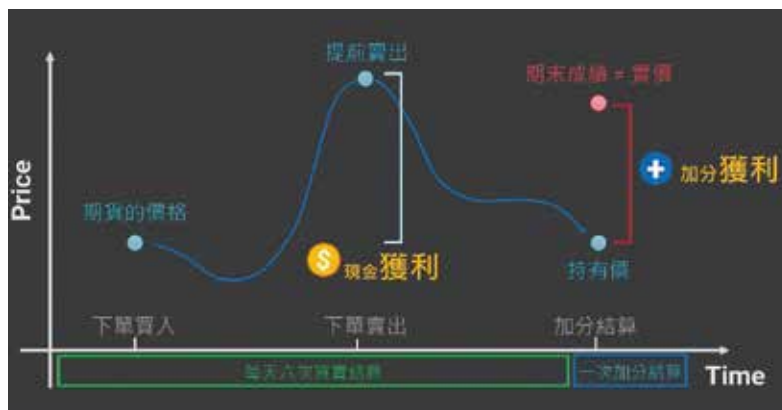 提前賣出
期末成績 = 實價
Price
期貨的價格
加分獲利
$ 現金獲利
持有價
下單買入
下單賣出
加分結算
每天六次買賣結算
一次加分結算
Time